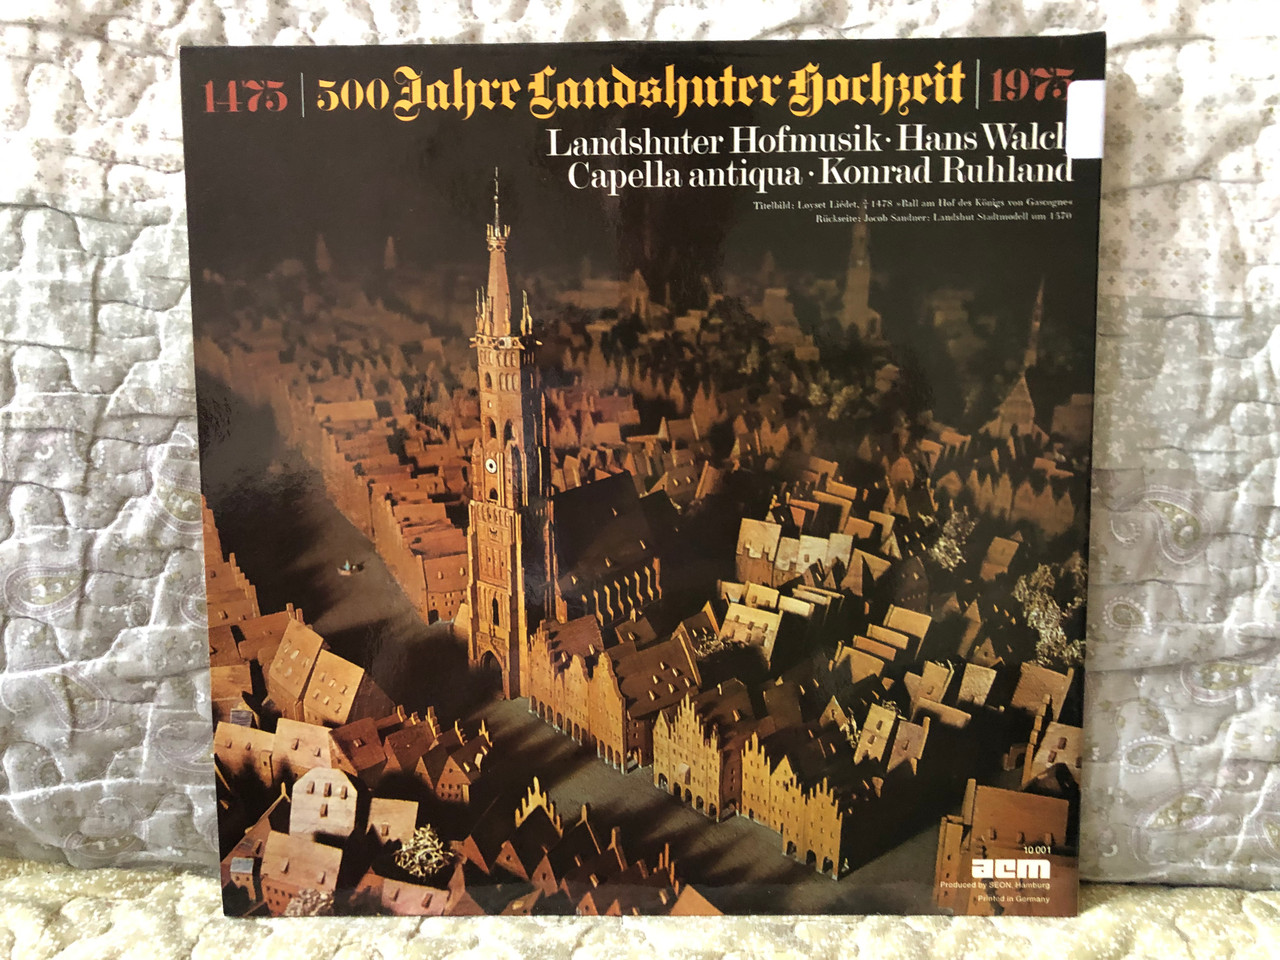 1475 | 500 Jahre Landshuter Hochzeit | 1975
Landshuter Hofmusik · Hans Walch
Capella antiqua · Konrad Ruhland
Titelbild: Loyset Liédet, 1478 »Ball am Hof des Königs von Gascogne«
Rückseite: Jacob Sandtner: Landshut Stadtmodell um 1570
10.001
acm
Produced by SEON, Hamburg
Printed in Germany